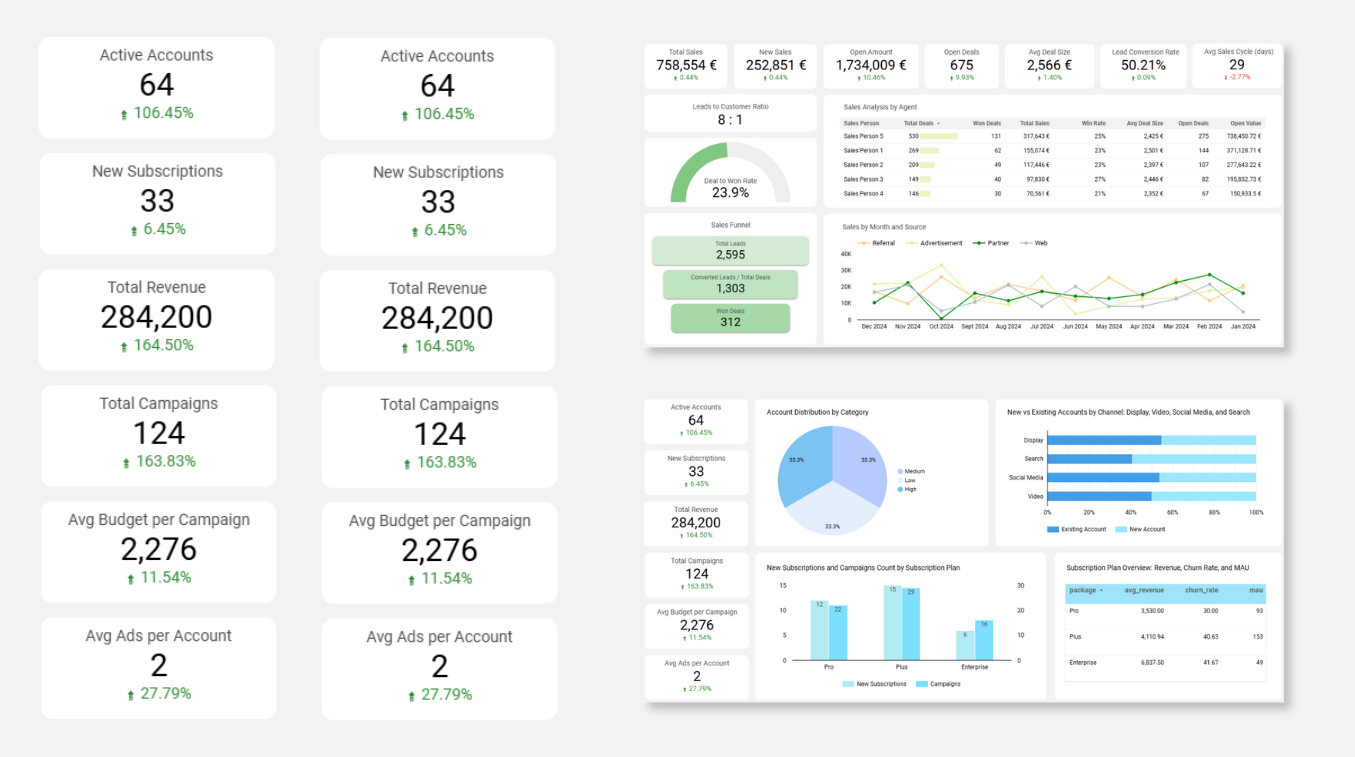 Active Accounts
64
106.45%
New Subscriptions
33
6.45%
Total Revenue
284,200
164.50%
Total Campaigns
124
163.83%
Avg Budget per Campaign
2,276
11.54%
Avg Ads per Account
2
27.79%
Active Accounts
64
106.45%
New Subscriptions
33
6.45%
Total Revenue
284,200
164.50%
Total Campaigns
124
163.83%
Avg Budget per Campaign
2,276
11.54%
Avg Ads per Account
2
27.79%
Total Sales
758,554 €
0.44%
New Sales
252,851 €
0.44%
Open Amount
1,734,009 €
10.46%
Open Deals
675
9.93%
Avg Deal Size
2,566 €
1.40%
Lead Conversion Rate
50.21%
0.09%
Avg Sales Cycle (days)
29
-2.77%
Leads to Customer Ratio
8 : 1
Deal to Won Rate
23.9%
Sales Funnel
Total Leads
2,595
Converted Leads / Total Deals
1,303
Won Deals
312
Sales Analysis by Agent
Sales Person Total Deals Won Deals Total Sales Win Rate Avg Deal Size Open Deals Open Value
Sales Person 5 530 131 317,643 € 25% 2,425 € 275 738,450.72 €
Sales Person 1 269 62 155,074 € 23% 2,501 € 144 371,128.71 €
Sales Person 2 209 49 117,446 € 23% 2,397 € 107 277,643.22 €
Sales Person 3 149 40 97,830 € 27% 2,446 € 82 195,852.73 €
Sales Person 4 146 30 70,561 € 21% 2,352 € 67 150,933.5 €
Sales by Month and Source
Referral Advertisement Partner Web
40K
30K
20K
10K
0
Dec 2024 Nov 2024 Oct 2024 Sept 2024 Aug 2024 Jul 2024 Jun 2024 May 2024 Apr 2024 Mar 2024 Feb 2024 Jan 2024
Active Accounts
64
106.45%
New Subscriptions
33
6.45%
Total Revenue
284,200
164.50%
Total Campaigns
124
163.83%
Avg Budget per Campaign
2,276
11.54%
Avg Ads per Account
2
27.79%
Account Distribution by Category
33.3% 33.3%
33.3%
Medium
Low
High
New vs Existing Accounts by Channel: Display, Video, Social Media, and Search
Display
Search
Social Media
Video
0% 20% 40% 60% 80% 100%
Existing Account New Account
New Subscriptions and Campaigns Count by Subscription Plan
15 30
10 20
5 10
0 0
12 22 15 29 6 16
Pro Plus Enterprise
New Subscriptions Campaigns
Subscription Plan Overview: Revenue, Churn Rate, and MAU
package avg_revenue churn_rate mau
Pro 3,530.00 30.00 93
Plus 4,110.94 40.63 153
Enterprise 6,837.50 41.67 49